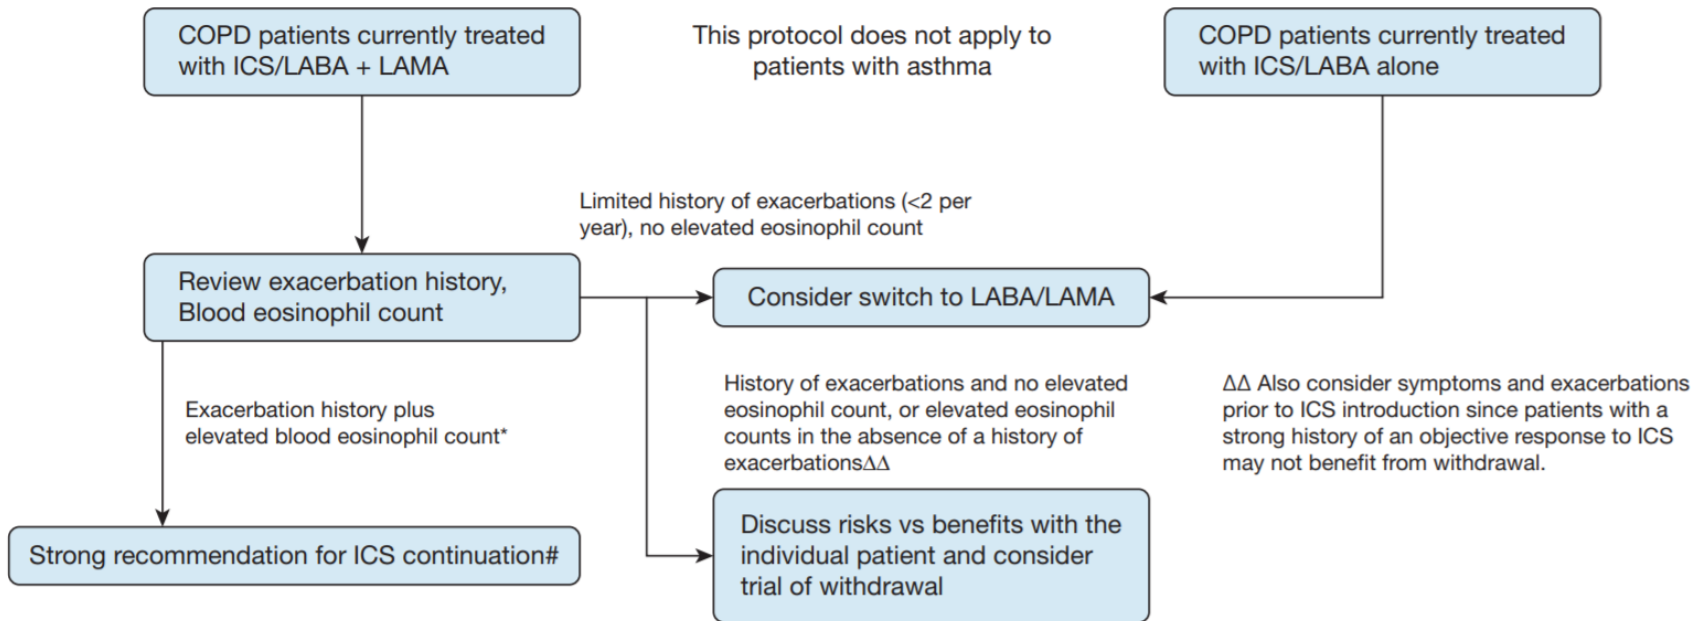 COPD patients currently treated
with ICS/LABA + LAMA
This protocol does not apply to
patients with asthma
COPD patients currently treated
with ICS/LABA alone
Limited history of exacerbations (<2 per
year), no elevated eosinophil count
Review exacerbation history,
Blood eosinophil count
Consider switch to LABA/LAMA
Exacerbation history plus
elevated blood eosinophil count*
History of exacerbations and no elevated
eosinophil count, or elevated eosinophil
counts in the absence of a history of
exacerbationsΔΔ
ΔΔ Also consider symptoms and exacerbations
prior to ICS introduction since patients with a
strong history of an objective response to ICS
may not benefit from withdrawal.
Strong recommendation for ICS continuation#
Discuss risks vs benefits with the
individual patient and consider
trial of withdrawal